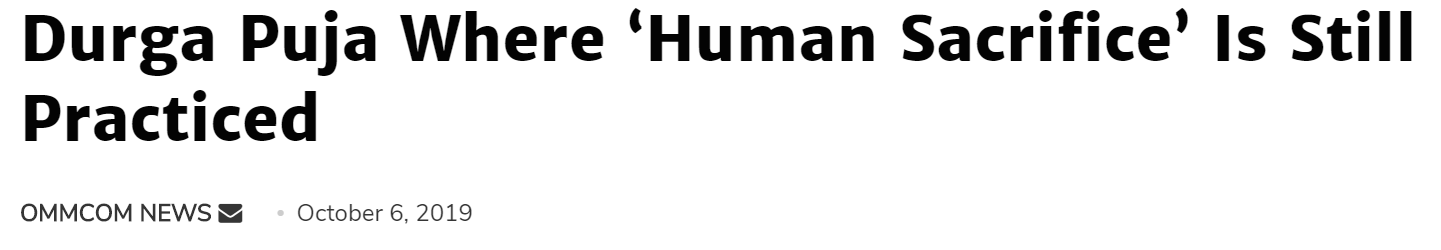 Durga Puja Where ‘Human Sacrifice’ Is Still
Practiced
OMMCOM NEWS • October 6, 2019